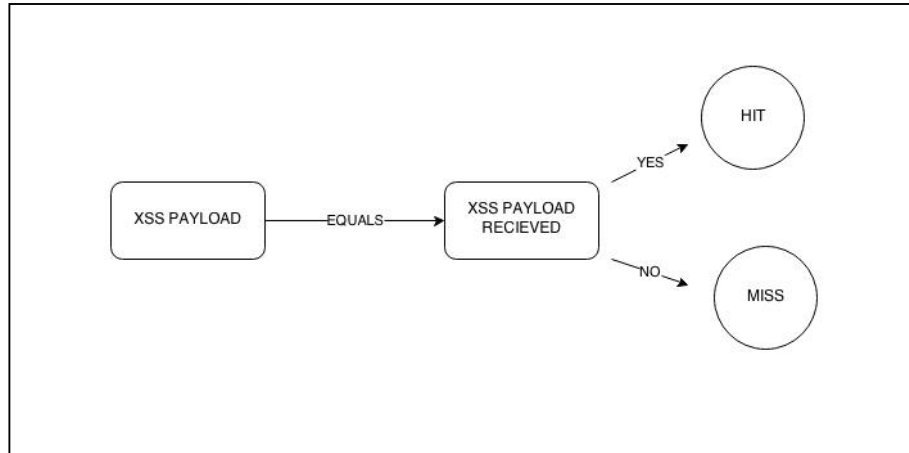 XSS PAYLOAD
EQUALS
XSS PAYLOAD
RECIEVED
YES
HIT
NO
MISS